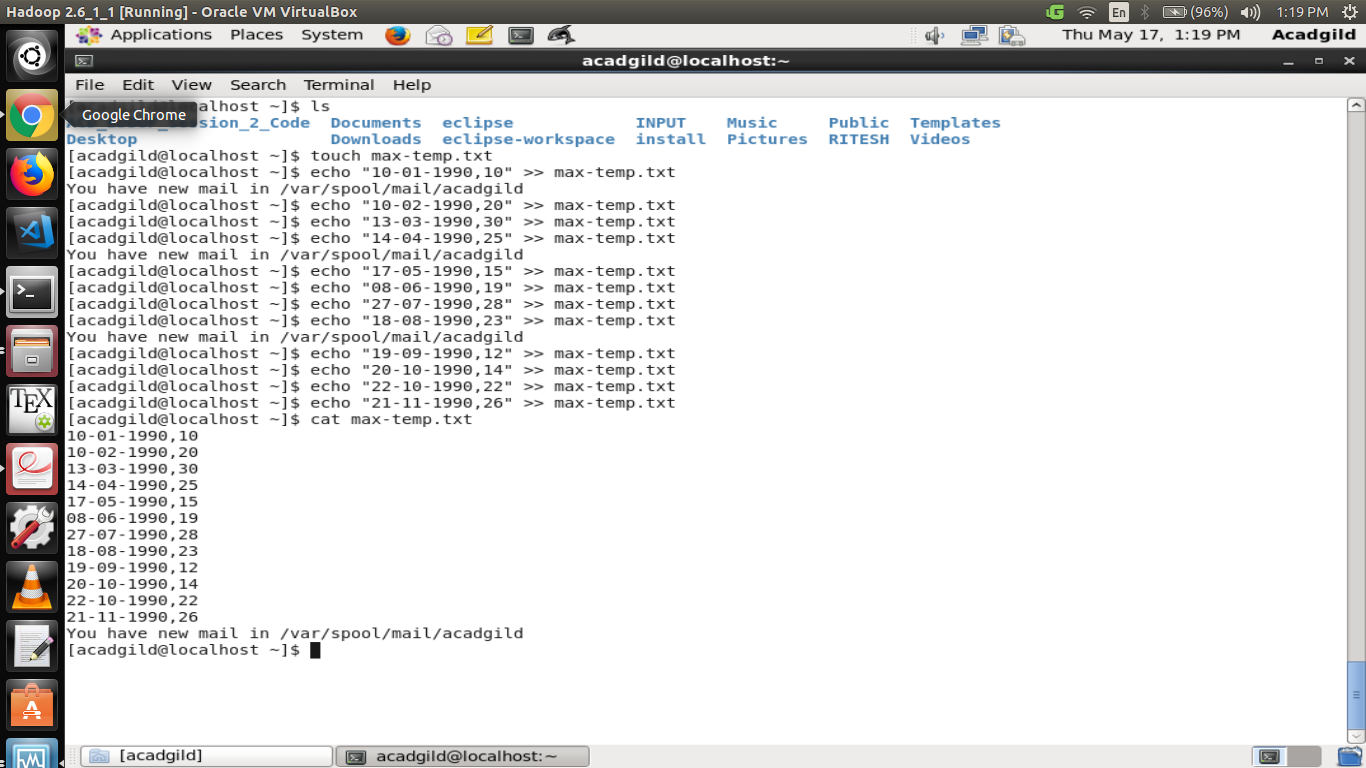 Hadoop 2.6_1_1 [Running] - Oracle VM VirtualBox
En
(96%)
1:19 PM
Applications Places System
Thu May 17, 1:19 PM Acadgild
acadgild@localhost:~
File Edit View Search Terminal Help
Google Chrome
localhost ~]$ ls
_2_Code Documents eclipse INPUT Music Public Templates
Desktop Downloads eclipse-workspace install Pictures RITESH Videos
[acadgild@localhost ~]$ touch max-temp.txt
[acadgild@localhost ~]$ echo "10-01-1990,10" >> max-temp.txt
You have new mail in /var/spool/mail/acadgild
[acadgild@localhost ~]$ echo "10-02-1990,20" >> max-temp.txt
[acadgild@localhost ~]$ echo "13-03-1990,30" >> max-temp.txt
[acadgild@localhost ~]$ echo "14-04-1990,25" >> max-temp.txt
You have new mail in /var/spool/mail/acadgild
[acadgild@localhost ~]$ echo "17-05-1990,15" >> max-temp.txt
[acadgild@localhost ~]$ echo "08-06-1990,19" >> max-temp.txt
[acadgild@localhost ~]$ echo "27-07-1990,28" >> max-temp.txt
[acadgild@localhost ~]$ echo "18-08-1990,23" >> max-temp.txt
You have new mail in /var/spool/mail/acadgild
[acadgild@localhost ~]$ echo "19-09-1990,12" >> max-temp.txt
[acadgild@localhost ~]$ echo "20-10-1990,14" >> max-temp.txt
[acadgild@localhost ~]$ echo "22-10-1990,22" >> max-temp.txt
[acadgild@localhost ~]$ echo "21-11-1990,26" >> max-temp.txt
[acadgild@localhost ~]$ cat max-temp.txt
10-01-1990,10
10-02-1990,20
13-03-1990,30
14-04-1990,25
17-05-1990,15
08-06-1990,19
27-07-1990,28
18-08-1990,23
19-09-1990,12
20-10-1990,14
22-10-1990,22
21-11-1990,26
You have new mail in /var/spool/mail/acadgild
[acadgild@localhost ~]$
TEX
[acadgild]
acadgild@localhost:~